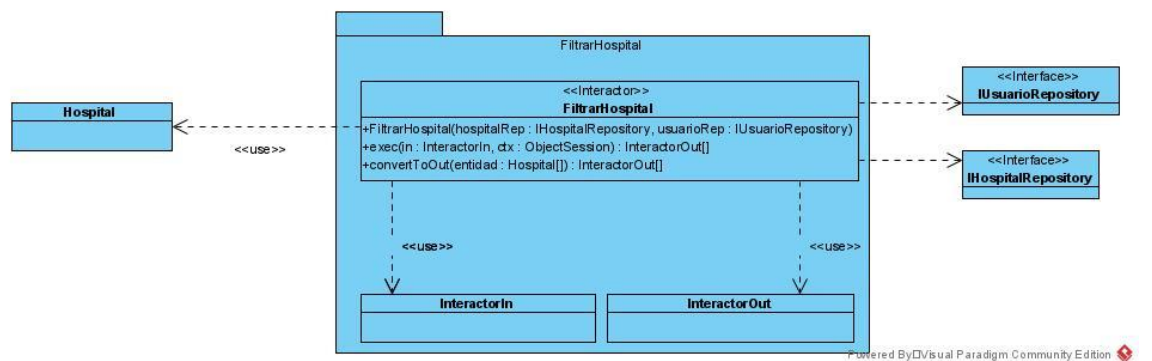 FiltrarHospital
<<Interactor>>
FiltrarHospital
+FiltrarHospital(hospitalRep : IHospitalRepository, usuarioRep : IUsuarioRepository)
+exec(in : InteractorIn, ctx : ObjectSession) : InteractorOut[]
+convertToOut(entidad : Hospital[]) : InteractorOut[]
<<Interface>>
IUsuarioRepository
<<Interface>>
IHospitalRepository
Hospital
<<use>>
<<use>>
<<use>>
InteractorIn
InteractorOut
Powered By□Visual Paradigm Community Edition